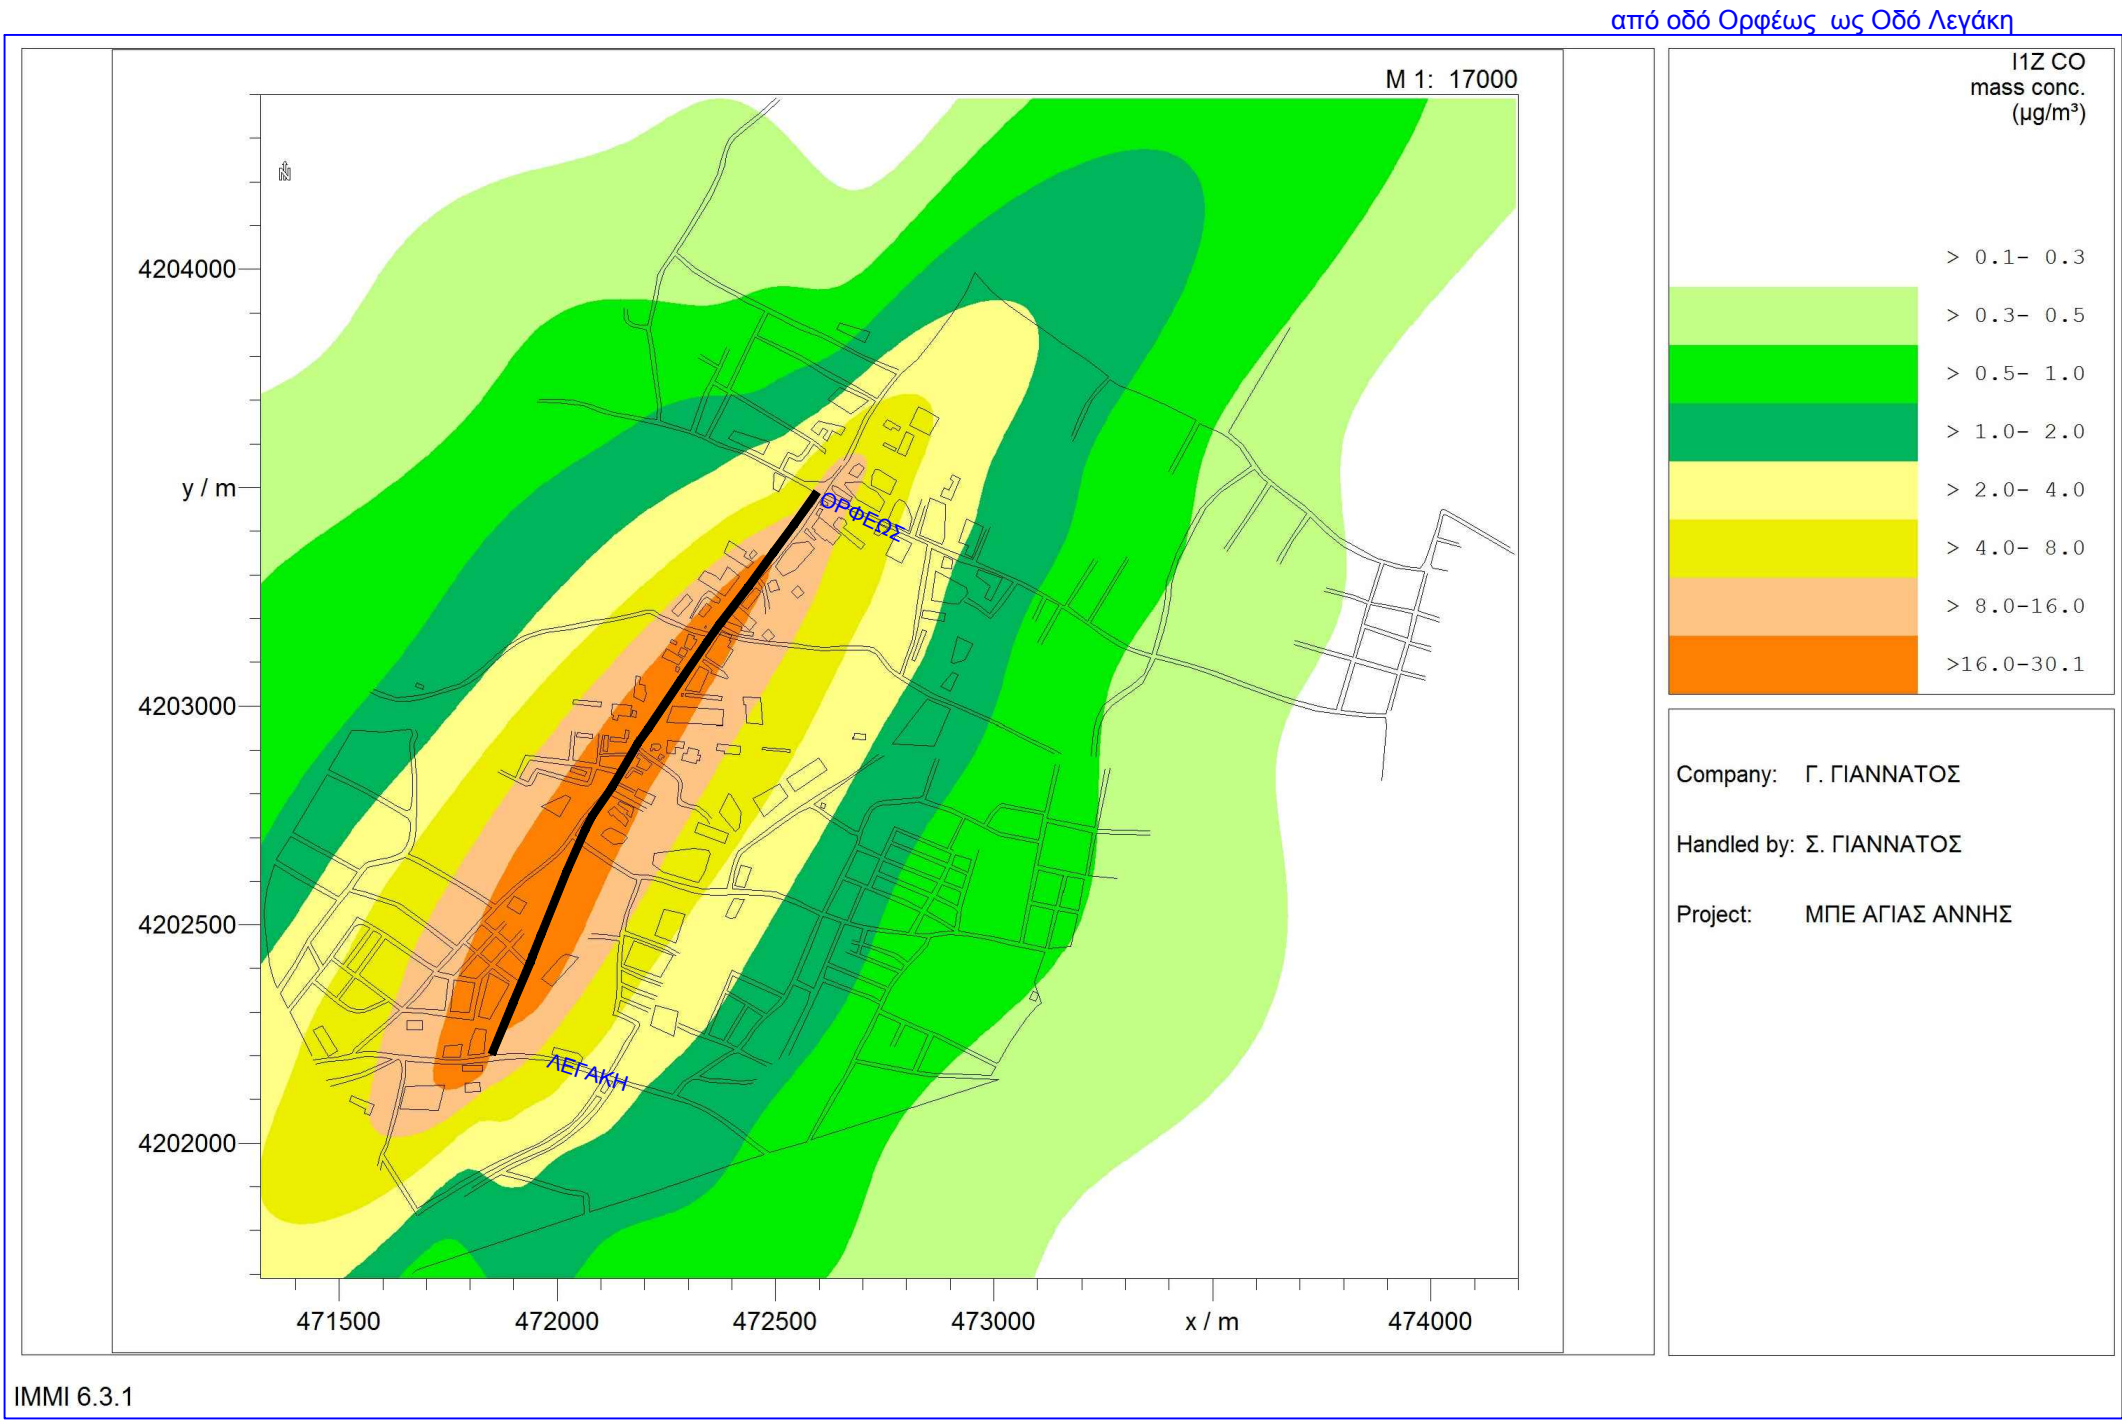 από οδό Ορφέως ως Οδό Λεγάκη
M 1: 17000
I1Z CO
mass conc.
(µg/m³)
> 0.1- 0.3
> 0.3- 0.5
> 0.5- 1.0
> 1.0- 2.0
> 2.0- 4.0
> 4.0- 8.0
> 8.0-16.0
>16.0-30.1
N
4204000
y / m
4203000
4202500
4202000
ΟΡΦΕΩΣ
ΛΕΓΑΚΗ
471500 472000 472500 473000 x / m 474000
Company: Γ. ΓΙΑΝΝΑΤΟΣ
Handled by: Σ. ΓΙΑΝΝΑΤΟΣ
Project: ΜΠΕ ΑΓΙΑΣ ΑΝΝΗΣ
IMMI 6.3.1